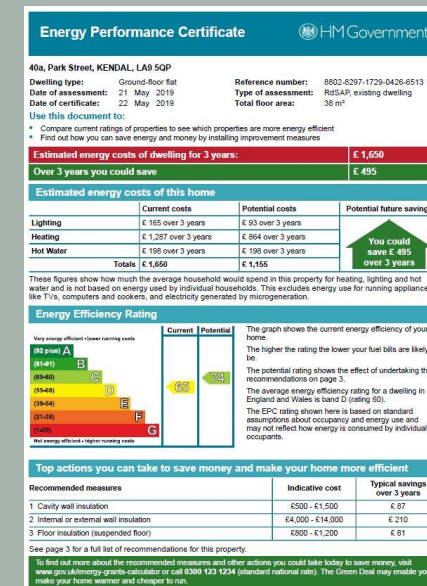 Energy Performance Certificate
HM Government
40a, Park Street, KENDAL, LA9 5QP
Dwelling type: Ground-floor flat Reference number: 8802-8297-1729-0426-6513
Date of assessment: 21 May 2019 Type of assessment: RdSAP, existing dwelling
Date of certificate: 22 May 2019 Total floor area: 38 m²
Use this document to:
• Compare current ratings of properties to see which properties are more energy efficient
• Find out how you can save energy and money by installing improvement measures
Estimated energy costs of dwelling for 3 years: £ 1,650
Over 3 years you could save £ 495
Estimated energy costs of this home
Current costs Potential costs Potential future savings
Lighting £ 165 over 3 years £ 93 over 3 years
Heating £ 1,287 over 3 years £ 864 over 3 years
Hot Water £ 198 over 3 years £ 198 over 3 years
Totals £ 1,650 £ 1,155
You could
save £ 495
over 3 years
These figures show how much the average household would spend in this property for heating, lighting and hot
water and is not based on energy used by individual households. This excludes energy use for running appliances
like TVs, computers and cookers, and electricity generated by microgeneration.
Energy Efficiency Rating
Current Potential
Very energy efficient - lower running costs
(92 plus) A
(81-91) B
(69-80) C
(55-68) D
(39-54) E
(21-38) F
(1-20) G
Not energy efficient - higher running costs
65
74
The graph shows the current energy efficiency of your
home.
The higher the rating the lower your fuel bills are likely
be.
The potential rating shows the effect of undertaking the
recommendations on page 3.
The average energy efficiency rating for a dwelling in
England and Wales is band D (rating 60).
The EPC rating shown here is based on standard
assumptions about occupancy and energy use and
may not reflect how energy is consumed by individual
occupants.
Top actions you can take to save money and make your home more efficient
Recommended measures Indicative cost Typical savings
over 3 years
1 Cavity wall insulation £500 - £1,500 £ 87
2 Internal or external wall insulation £4,000 - £14,000 £ 210
3 Floor insulation (suspended floor) £800 - £1,200 £ 81
See page 3 for a full list of recommendations for this property.
To find out more about the recommended measures and other actions you could take today to save money, visit
www.gov.uk/energy-grants-calculator or call 0300 123 1234 (standard national rate). The Green Deal may enable you
make your home warmer and cheaper to run.